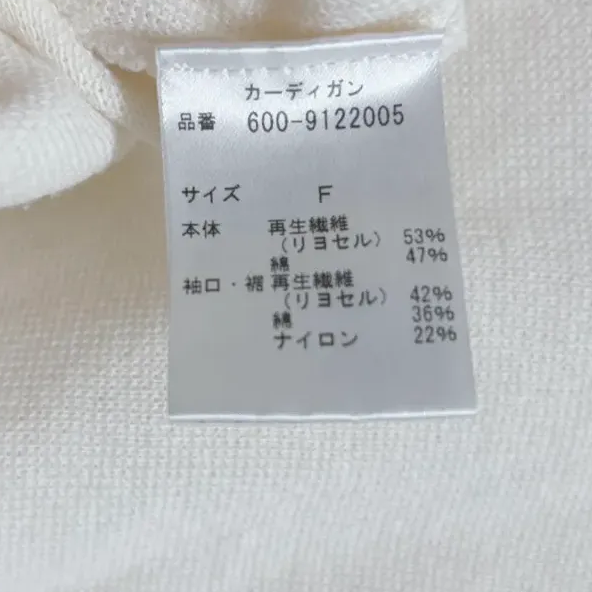 カーディガン
品番 600-9122005
サイズ F
本体 再生繊維
(リヨセル) 53%
綿 47%
袖口・裾 再生繊維
(リヨセル) 42%
綿 36%
ナイロン 22%